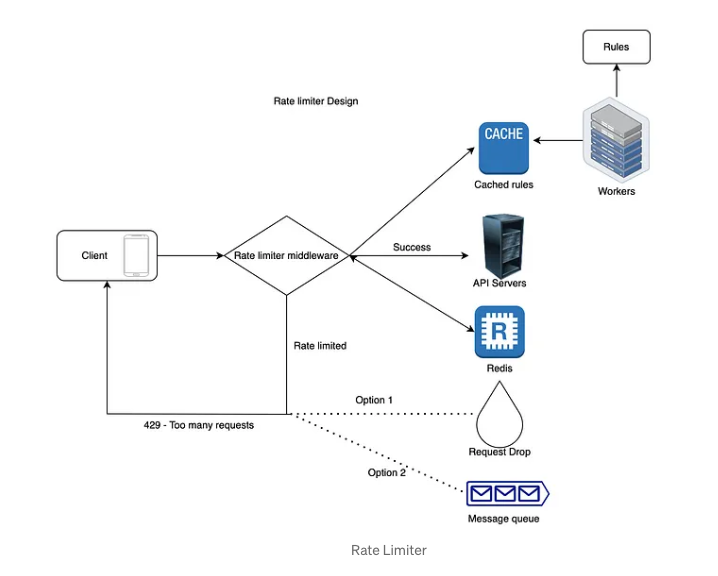 Rules
Rate limiter Design
CACHE
Cached rules
Workers
Client
Rate limiter middleware
Success
API Servers
R
Redis
Rate limited
Option 1
429 - Too many requests
Request Drop
Option 2
Message queue
Rate Limiter